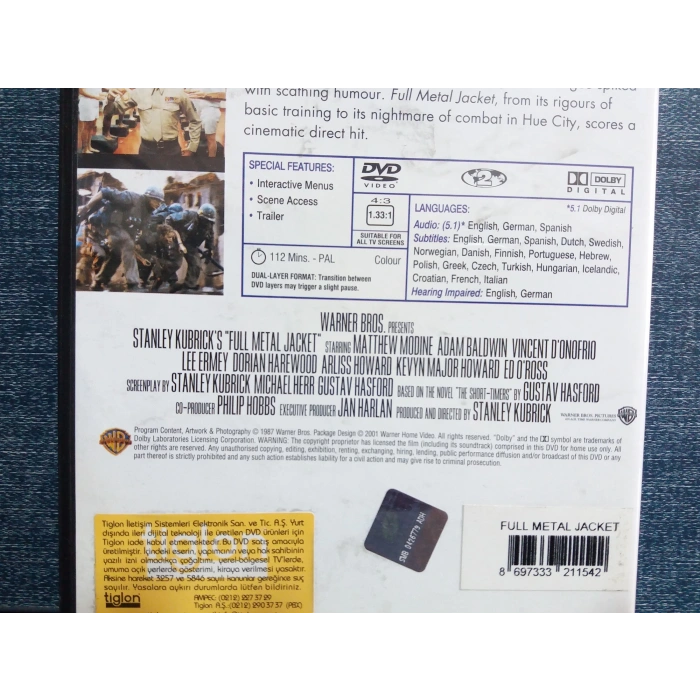 with scathing humour. Full Metal Jacket, from its rigours of
basic training to its nightmare of combat in Hue City, scores a
cinematic direct hit.
SPECIAL FEATURES:
• Interactive Menus
• Scene Access
• Trailer
DVD
VIDEO
2
DOLBY
DIGITAL
4:3
1.33:1
SUITABLE FOR
ALL TV SCREENS
LANGUAGES:
*5.1 Dolby Digital
Audio: (5.1)* English, German, Spanish
Subtitles: English, German, Spanish, Dutch, Swedish,
Norwegian, Danish, Finnish, Portuguese, Hebrew,
Polish, Greek, Czech, Turkish, Hungarian, Icelandic,
Croatian, French, Italian
Hearing Impaired: English, German
112 Mins. - PAL
Colour
DUAL-LAYER FORMAT: Transition between
DVD layers may trigger a slight pause.
WARNER BROS. PRESENTS
STANLEY KUBRICK'S "FULL METAL JACKET" STARRING MATTHEW MODINE ADAM BALDWIN VINCENT D'ONOFRIO
LEE ERMEY DORIAN HAREWOOD ARLISS HOWARD KEVYN MAJOR HOWARD ED O'ROSS
SCREENPLAY BY STANLEY KUBRICK MICHAEL HERR GUSTAV HASFORD BASED ON THE NOVEL "THE SHORT-TIMERS" BY GUSTAV HASFORD
CO-PRODUCER PHILIP HOBBS EXECUTIVE PRODUCER JAN HARLAN PRODUCED AND DIRECTED BY STANLEY KUBRICK
WARNER BROS. PICTURES
Program Content, Artwork & Photography © 1987 Warner Bros. Package Design © 2001 Warner Home Video. All rights reserved. "Dolby" and the symbol are trademarks of
Dolby Laboratories Licensing Corporation. WARNING: The copyright proprietor has licensed the film (including its soundtrack) comprised in this DVD for home use only. All
other rights are reserved. Any unauthorised copying, editing, exhibition, renting, exchanging, hiring, lending, public performance diffusion and/or broadcast of this DVD or any
part thereof is strictly prohibited and any such action establishes liability for a civil action and may give rise to criminal prosecution.
Tiglon İletişim Sistemleri Elektronik San. ve Tic. A.Ş. Yurt
dışında ileri dijital teknoloji ile üretilen DVD ürünleri için
Tiglon iade kabul etmemektedir. Bu DVD satış amacıyla
üretilmiştir. İzni
yazılı izni olmadıkça çoğaltımı, yerel-bölgesel TV'lerde,
umuma açık yerlerde gösterimi, kiraya verilmesi yasaktır.
Aksine hareket 3257 ve 5846 sayılı kanunlar gereğince suç
sayılır. Yasalara aykırı durumlarda lütfen bildiriniz.
tiglon
AMPEC: (0212) 227 37 29
Tiglon A.Ş.: (0212) 290 37 37 (PBX)
FULL METAL JACKET
8 697333 211542